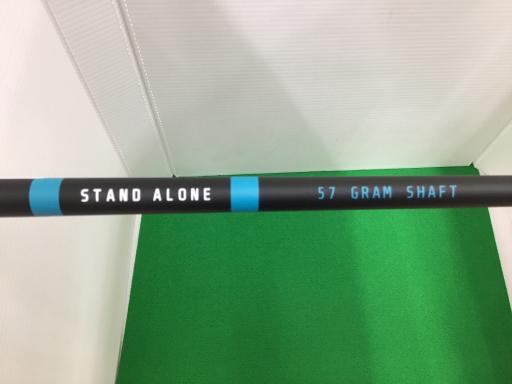 STAND ALONE 57 GRAM SHAFT